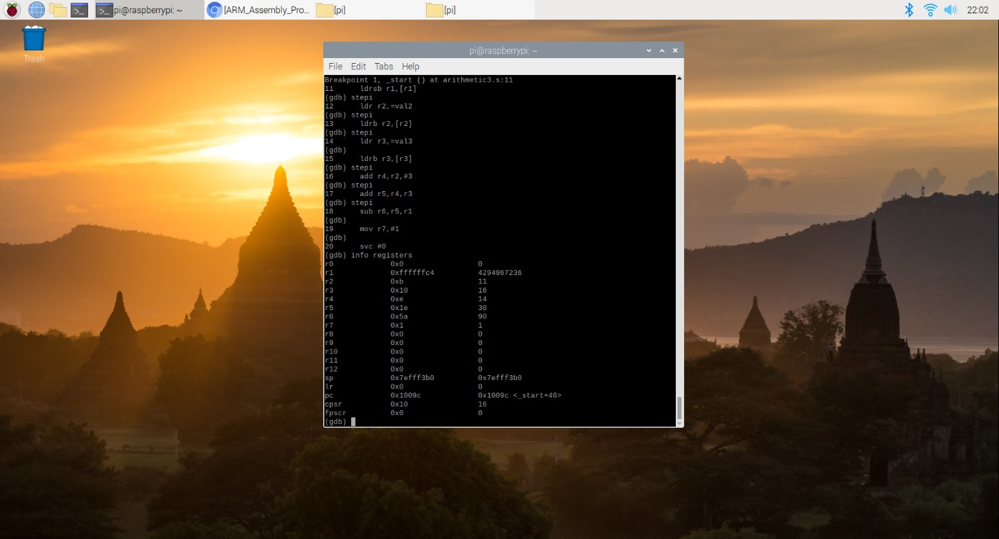 pi@raspberrypi: ~ [ARM_Assembly_Pro... [pi] [pi] 22:02
Trash
pi@raspberrypi: ~
File Edit Tabs Help
Breakpoint 1, _start () at arithmetic3.s:11
11 ldrsb r1,[r1]
(gdb) stepi
12 ldr r2,=val2
(gdb) stepi
13 ldrb r2,[r2]
(gdb) stepi
14 ldr r3,=val3
(gdb)
15 ldrb r3,[r3]
(gdb) stepi
16 add r4,r2,#3
(gdb) stepi
17 add r5,r4,r3
(gdb) stepi
18 sub r6,r5,r1
(gdb)
19 mov r7,#1
(gdb)
20 svc #0
(gdb) info registers
r0 0x0 0
r1 0xffffffc4 4294967236
r2 0xb 11
r3 0x10 16
r4 0xe 14
r5 0x1e 30
r6 0x5a 90
r7 0x1 1
r8 0x0 0
r9 0x0 0
r10 0x0 0
r11 0x0 0
r12 0x0 0
sp 0x7efff3b0 0x7efff3b0
lr 0x0 0
pc 0x1009c 0x1009c <_start+40>
cpsr 0x10 16
fpscr 0x0 0
(gdb)